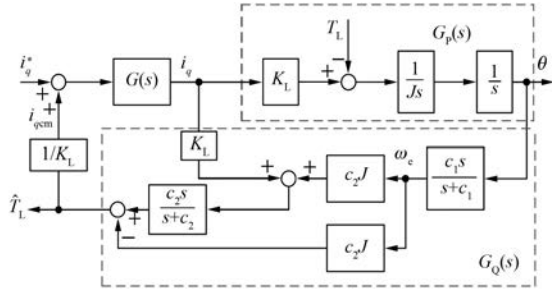 T_L
G_P(s)
i_q^*
G(s)
i_q
K_L
−
+
1/Js
1/s
θ
+
+
i_qcm
K_L
1/K_L
+
+
c_2J
ω_e
c_1s/s+c_1
T̂_L
c_2s/s+c_2
+
−
c_2J
G_Q(s)